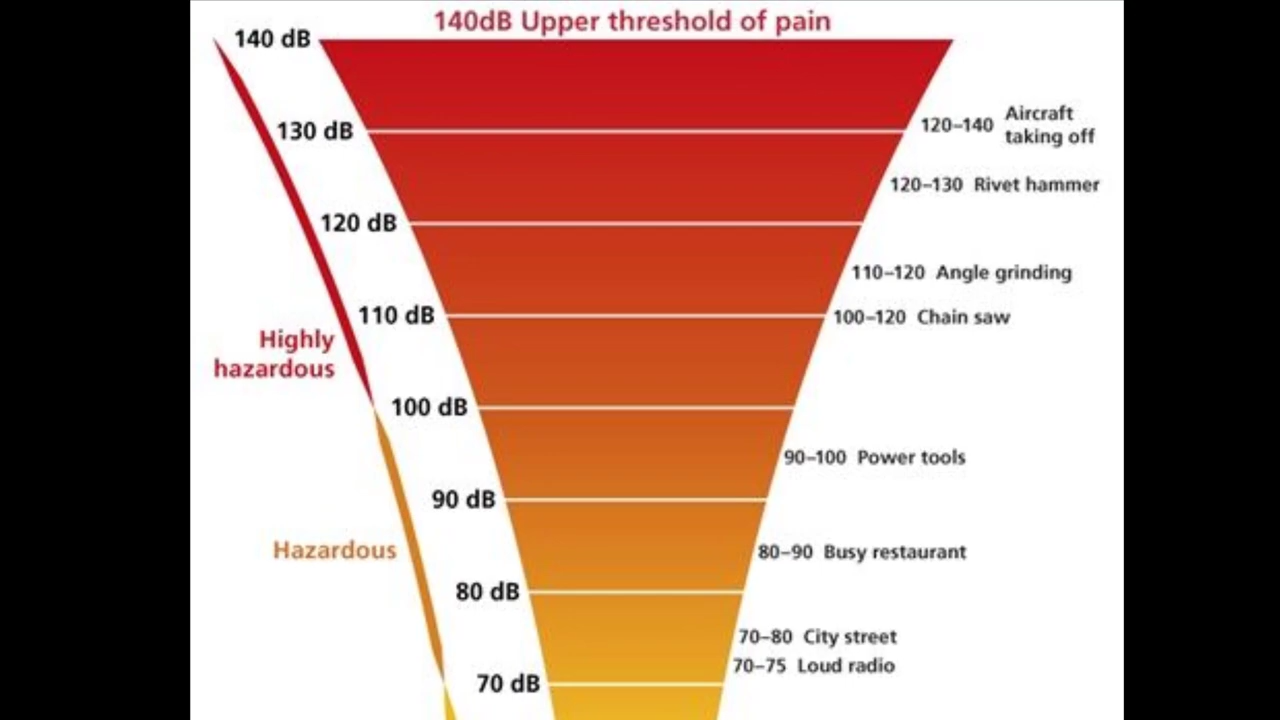 140dB Upper threshold of pain
140 dB
130 dB
120–140 Aircraft
taking off
120–130 Rivet hammer
120 dB
110–120 Angle grinding
110 dB
100–120 Chain saw
Highly
hazardous
100 dB
90–100 Power tools
90 dB
Hazardous
80–90 Busy restaurant
80 dB
70–80 City street
70–75 Loud radio
70 dB